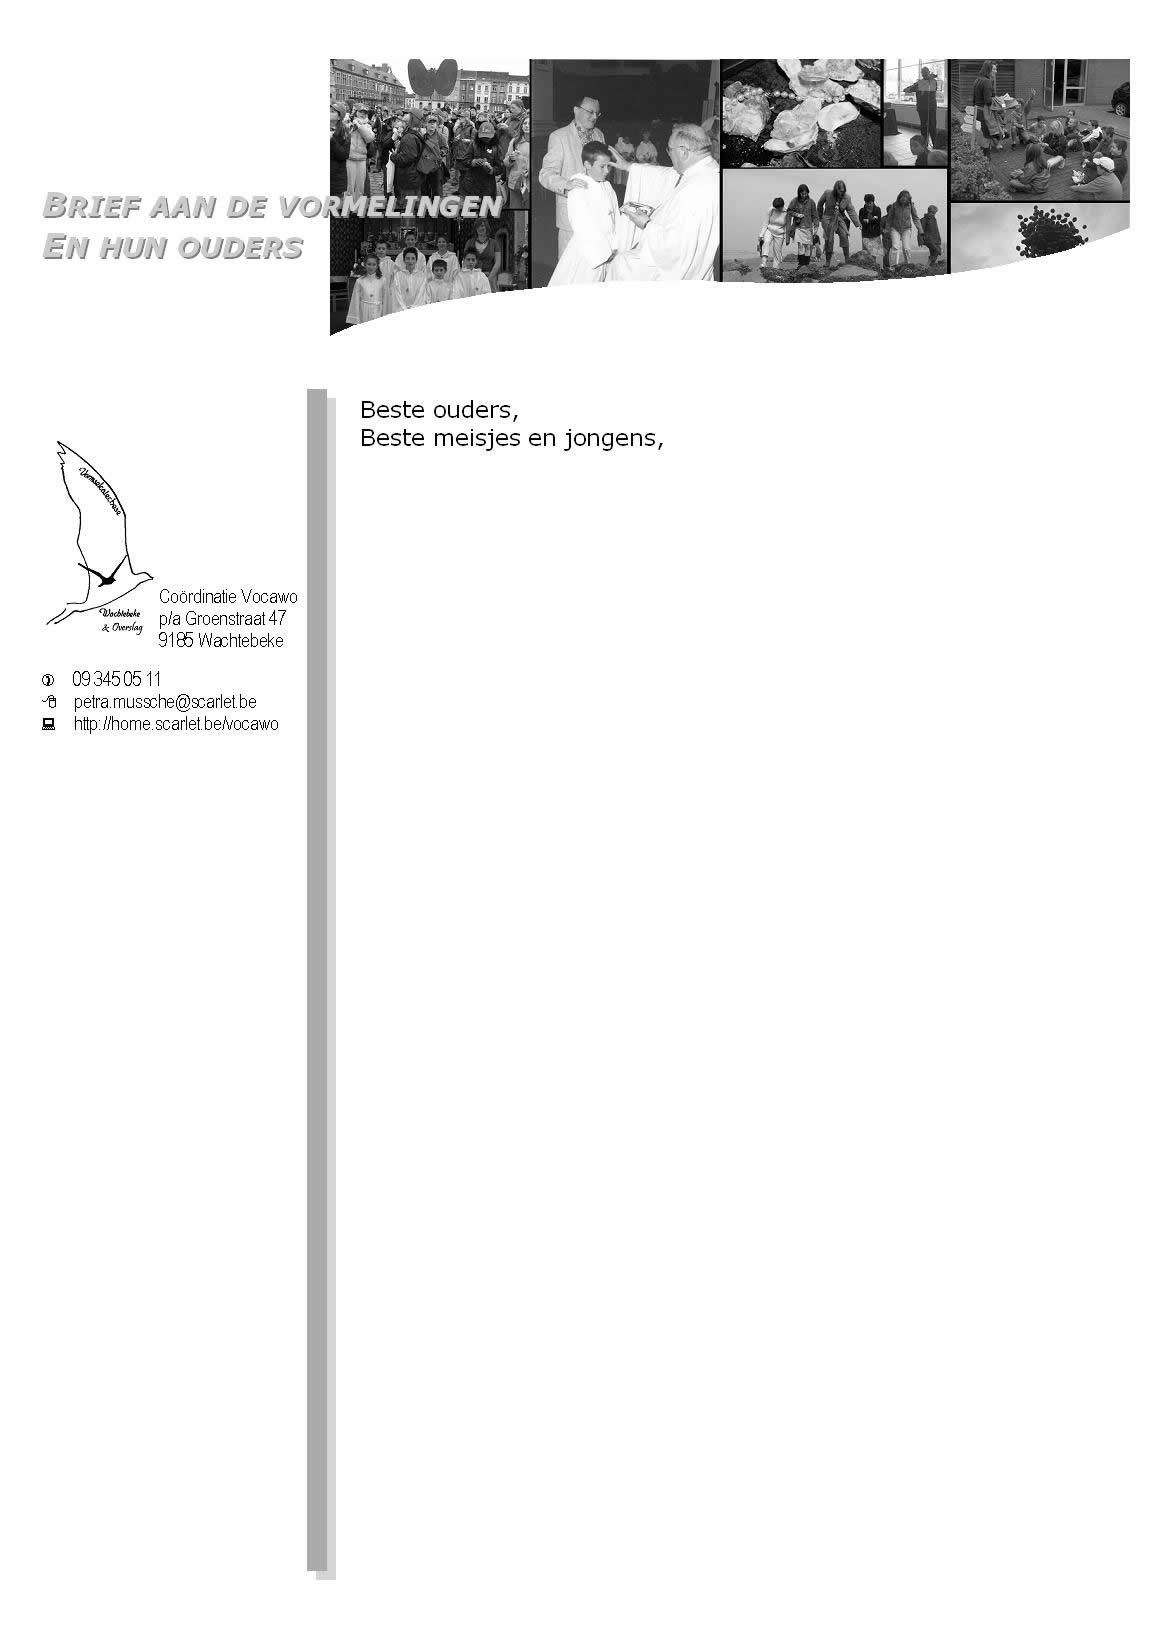 BRIEF AAN DE VORMELINGEN
EN HUN OUDERS
Beste ouders,
Beste meisjes en jongens,
Vormselcatechese
Wachtebeke
& Overslag
Coördinatie Vocawo
p/a Groenstraat 47
9185 Wachtebeke
09 345 05 11
petra.mussche@scarlet.be
http://home.scarlet.be/vocawo